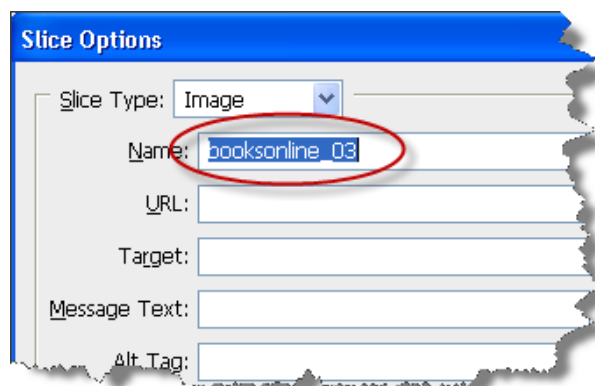 Slice Options
Slice Type: Image
Name: booksonline_03
URL:
Target:
Message Text:
Alt Tag: